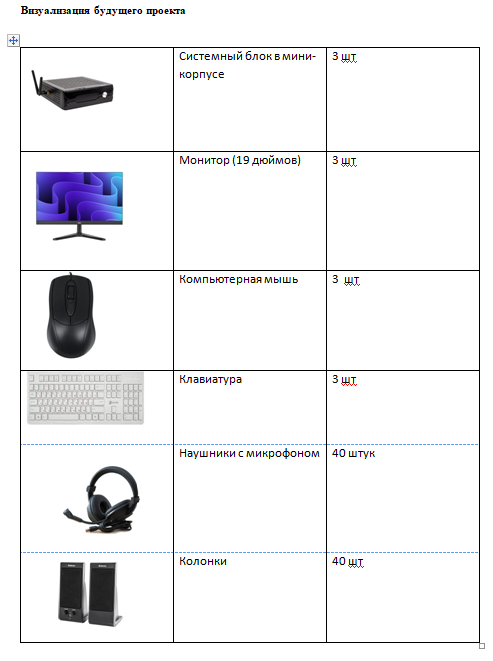 Визуализация будущего проекта
Системный блок в мини-
корпусе
3 шт
Монитор (19 дюймов)
3 шт
Компьютерная мышь
3 шт
Клавиатура
3 шт
Наушники с микрофоном
40 штук
Колонки
40 шт